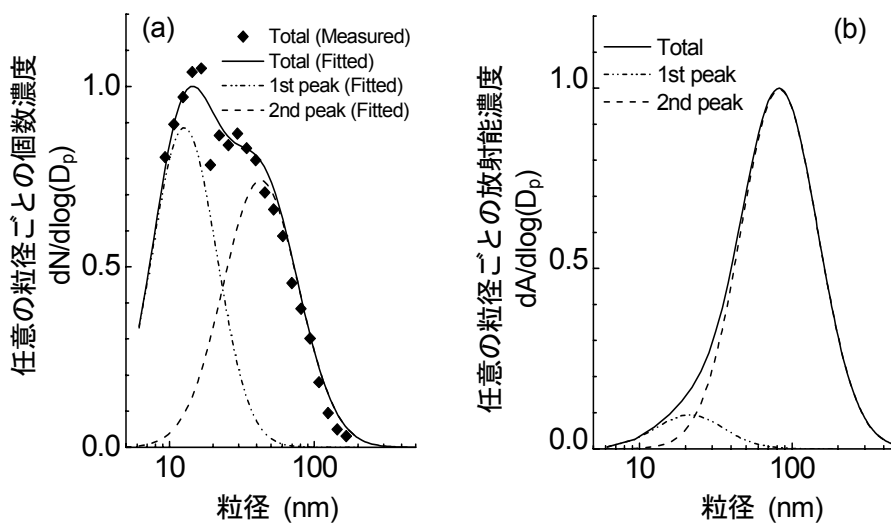 (a)
Total (Measured)
Total (Fitted)
1st peak (Fitted)
2nd peak (Fitted)
任意の粒径ごとの個数濃度
dN/dlog(Dp)
1.0
0.5
0.0
10
100
粒径 (nm)
(b)
Total
1st peak
2nd peak
任意の粒径ごとの放射能濃度
dA/dlog(Dp)
1.0
0.5
0.0
10
100
粒径 (nm)